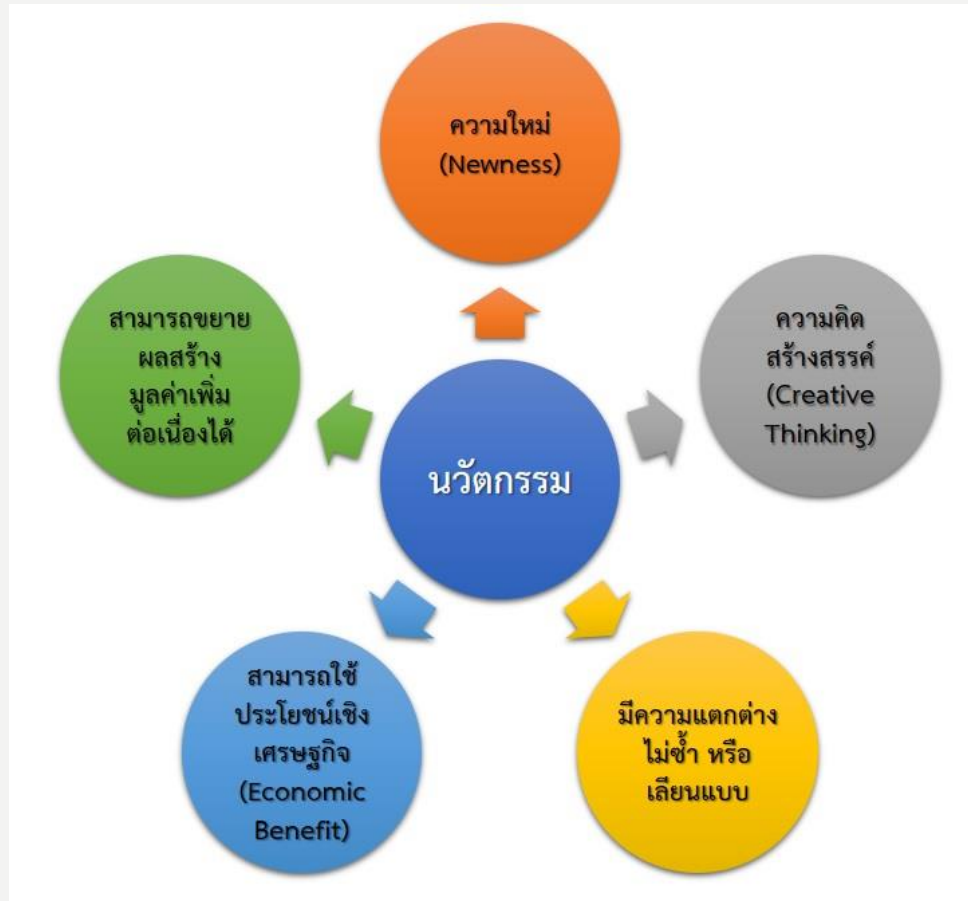 ความใหม่
(Newness)
ความคิด
สร้างสรรค์
(Creative
Thinking)
มีความแตกต่าง
ไม่ซ้ำ หรือ
เลียนแบบ
สามารถใช้
ประโยชน์เชิง
เศรษฐกิจ
(Economic
Benefit)
สามารถขยาย
ผลสร้าง
มูลค่าเพิ่ม
ต่อเนื่องได้
นวัตกรรม